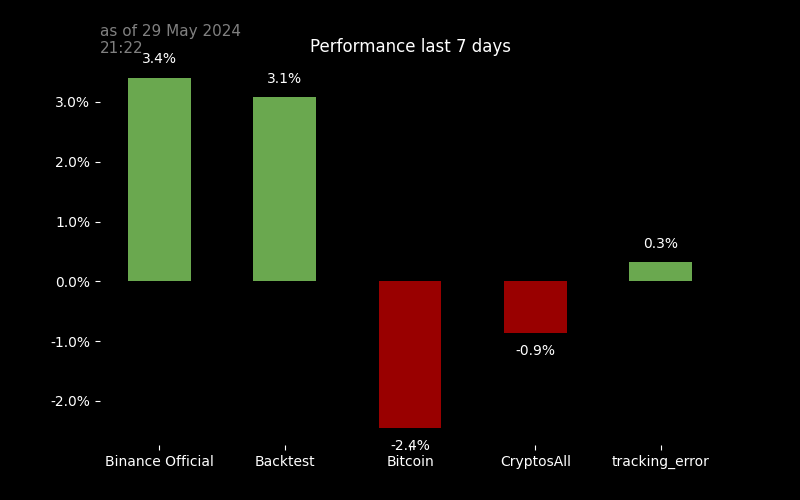 as of 29 May 2024
21:22
Performance last 7 days
3.4%
3.1%
3.0%
2.0%
1.0%
0.3%
0.0%
-1.0%
-0.9%
-2.0%
-2.4%
Binance Official
Backtest
Bitcoin
CryptosAll
tracking_error